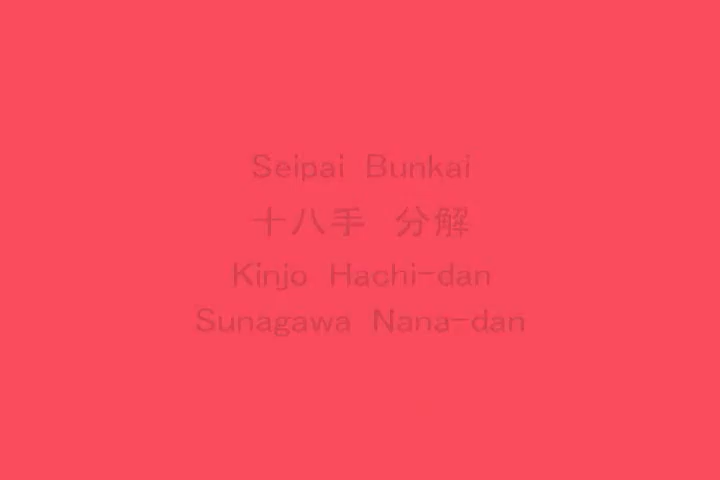 Seipai Bunkai
十八手 分解
Kinjo Hachi-dan
Sunagawa Nana-dan